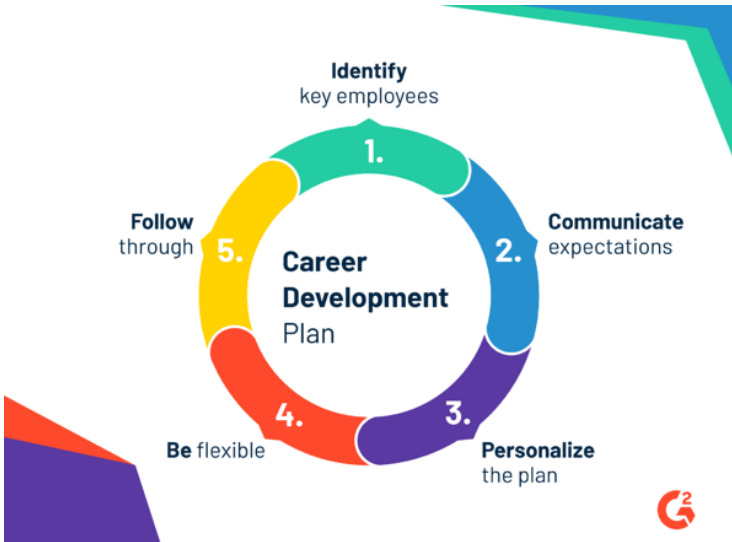 Identify
key employees
1.
Communicate
expectations
2.
Personalize
the plan
3.
Be flexible
4.
Follow
through
5.
Career
Development
Plan
G2